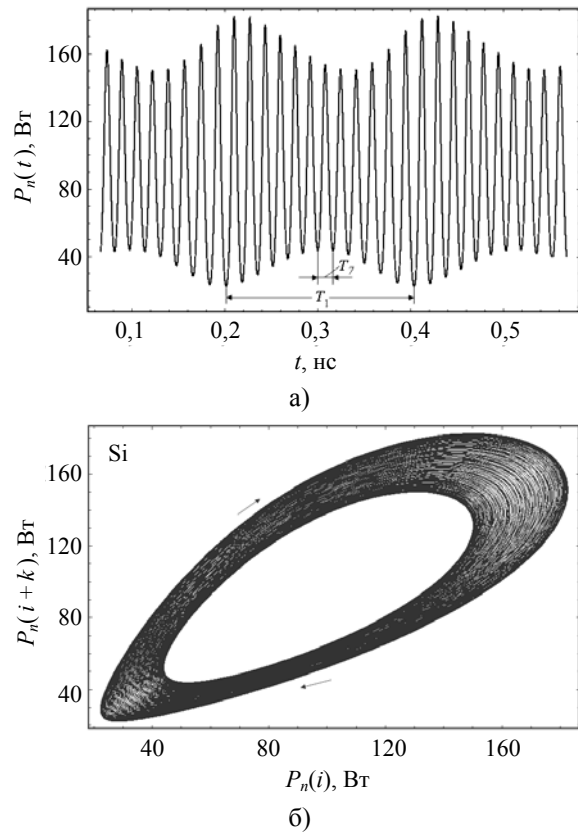 160
120
80
40
P_n(t), Вт
T_7
T_1
0,1 0,2 0,3 0,4 0,5
t, нс
а)
Si
160
120
80
40
P_n(i + k), Вт
40 80 120 160
P_n(i), Вт
б)